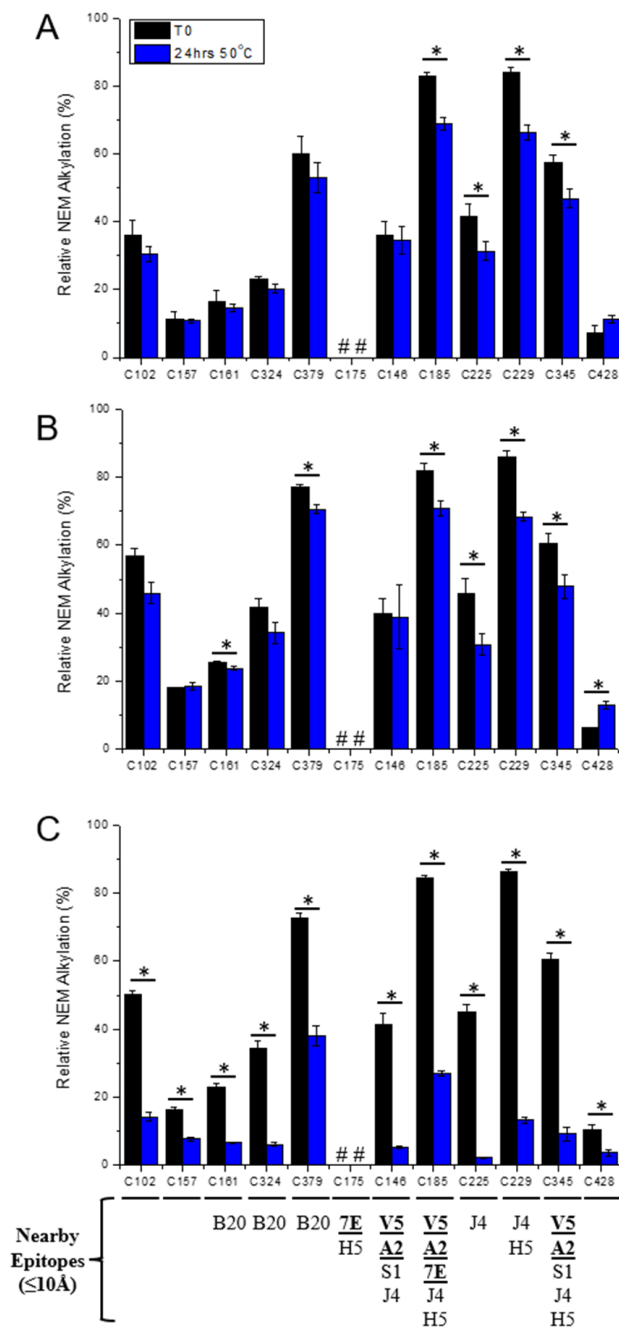 A
T0
24hrs 50°C
Relative NEM Alkylation (%)
100
80
60
40
20
0
* * * *
# #
C102 C157 C161 C324 C379 C175 C146 C185 C225 C229 C345 C428
B
Relative NEM Alkylation (%)
100
80
60
40
20
0
* * * * * * *
# #
C102 C157 C161 C324 C379 C175 C146 C185 C225 C229 C345 C428
C
Relative NEM Alkylation (%)
100
80
60
40
20
0
* * * * * * * * * * *
# #
C102 C157 C161 C324 C379 C175 C146 C185 C225 C229 C345 C428
Nearby
Epitopes
(≤10Å)
B20 B20 B20 7E V5 V5 J4 J4 V5
H5 A2 A2 H5 A2
S1 7E S1
J4 J4 J4
H5 H5